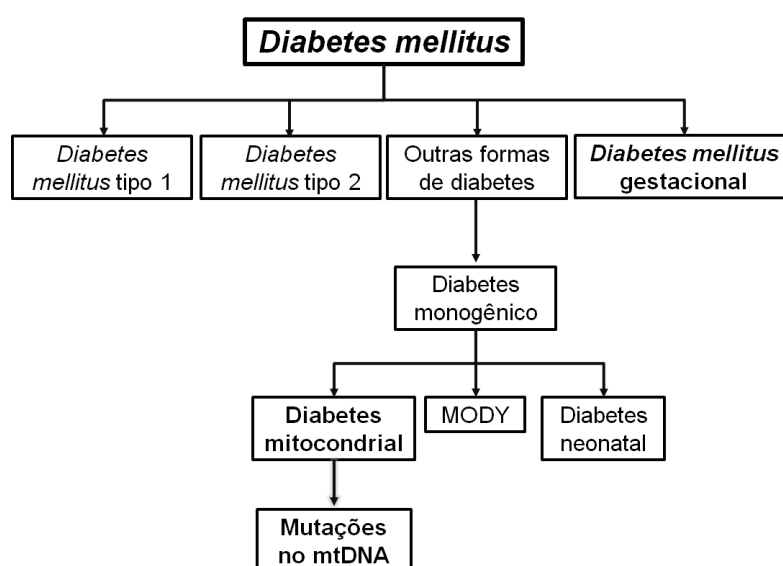 Diabetes mellitus
Diabetes
mellitus tipo 1
Diabetes
mellitus tipo 2
Outras formas
de diabetes
Diabetes mellitus
gestacional
Diabetes
monogênico
Diabetes
mitocondrial
MODY
Diabetes
neonatal
Mutações
no mtDNA